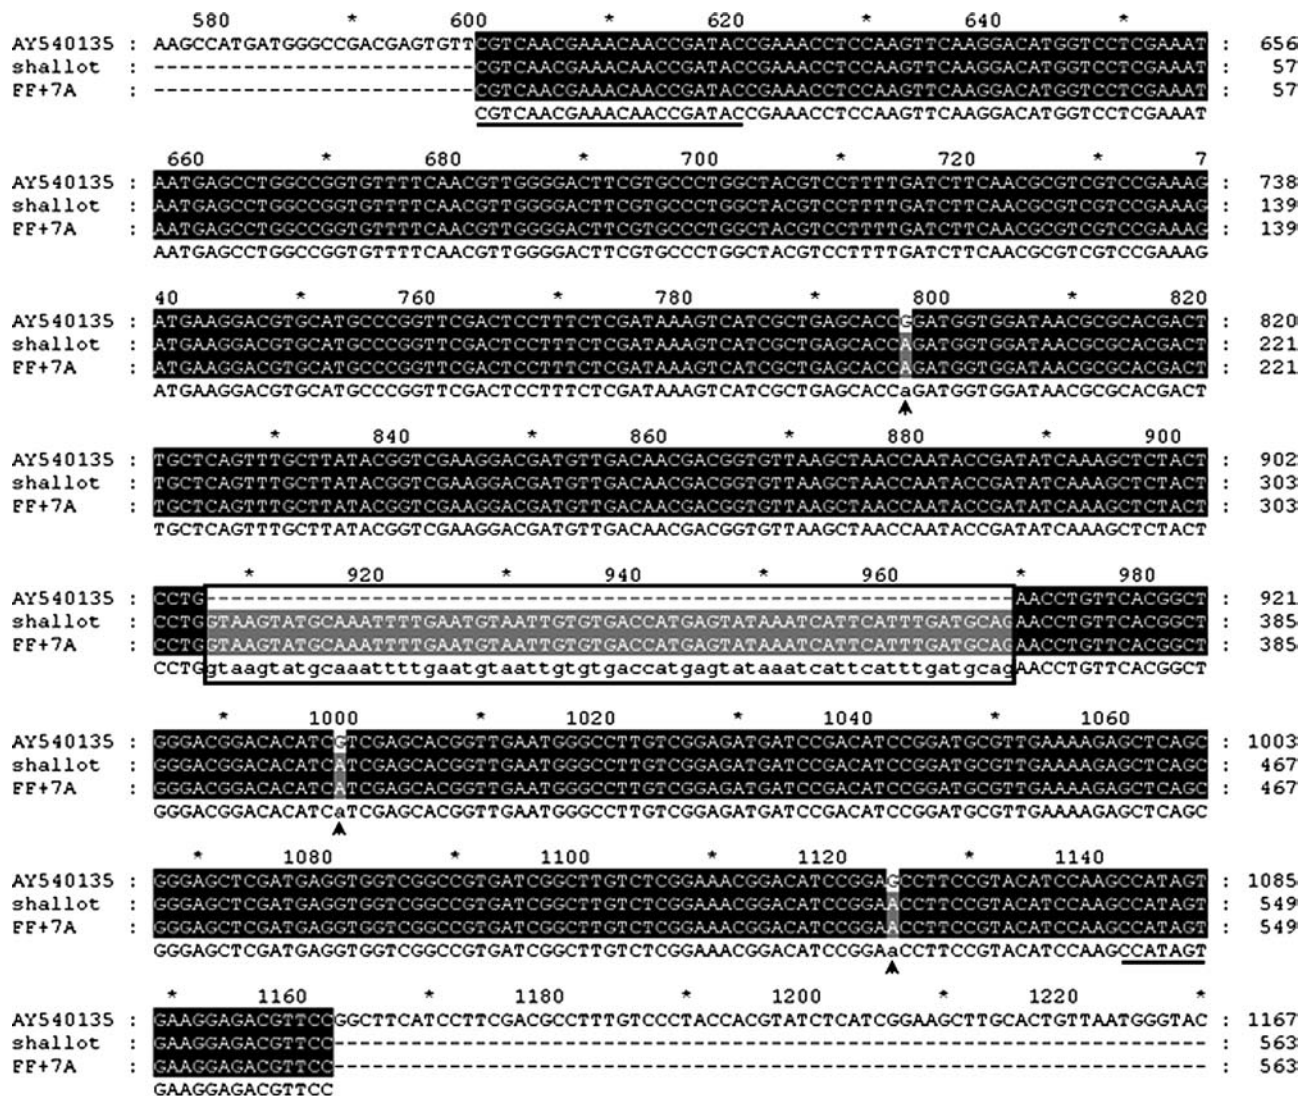 580 * 600 * 620 * 640 *
AY540135 : AAGCCATGATGGGCCGACGAGTGTTCGTCAACGAAACAACCGATACCGAAACCTCCAAGTTCAAGGACATGGTCCTCGAAAT : 656
shallot : -------------------------CGTCAACGAAACAACCGATACCGAAACCTCCAAGTTCAAGGACATGGTCCTCGAAAT : 57
FF+7A : -------------------------CGTCAACGAAACAACCGATACCGAAACCTCCAAGTTCAAGGACATGGTCCTCGAAAT : 57
CGTCAACGAAACAACCGATACCGAAACCTCCAAGTTCAAGGACATGGTCCTCGAAAT
660 * 680 * 700 * 720 * 7
AY540135 : AATGAGCCTGGCCGGTGTTTTCAACGTTGGGGACTTCGTGCCCTGGCTACGTCCTTTTGATCTTCAACGCGTCGTCCGAAAG : 738
shallot : AATGAGCCTGGCCGGTGTTTTCAACGTTGGGGACTTCGTGCCCTGGCTACGTCCTTTTGATCTTCAACGCGTCGTCCGAAAG : 139
FF+7A : AATGAGCCTGGCCGGTGTTTTCAACGTTGGGGACTTCGTGCCCTGGCTACGTCCTTTTGATCTTCAACGCGTCGTCCGAAAG : 139
AATGAGCCTGGCCGGTGTTTTCAACGTTGGGGACTTCGTGCCCTGGCTACGTCCTTTTGATCTTCAACGCGTCGTCCGAAAG
40 * 760 * 780 * 800 * 820
AY540135 : ATGAAGGACGTGCATGCCCGGTTCGACTCCTTTCTCGATAAAGTCATCGCTGAGCACCGGATGGTGGATAACGCGCACGACT : 820
shallot : ATGAAGGACGTGCATGCCCGGTTCGACTCCTTTCTCGATAAAGTCATCGCTGAGCACCAGATGGTGGATAACGCGCACGACT : 221
FF+7A : ATGAAGGACGTGCATGCCCGGTTCGACTCCTTTCTCGATAAAGTCATCGCTGAGCACCAGATGGTGGATAACGCGCACGACT : 221
ATGAAGGACGTGCATGCCCGGTTCGACTCCTTTCTCGATAAAGTCATCGCTGAGCACCaGATGGTGGATAACGCGCACGACT
* 840 * 860 * 880 * 900
AY540135 : TGCTCAGTTTGCTTATACGGTCGAAGGACGATGTTGACAACGACGGTGTTAAGCTAACCAATACCGATATCAAAGCTCTACT : 902
shallot : TGCTCAGTTTGCTTATACGGTCGAAGGACGATGTTGACAACGACGGTGTTAAGCTAACCAATACCGATATCAAAGCTCTACT : 303
FF+7A : TGCTCAGTTTGCTTATACGGTCGAAGGACGATGTTGACAACGACGGTGTTAAGCTAACCAATACCGATATCAAAGCTCTACT : 303
TGCTCAGTTTGCTTATACGGTCGAAGGACGATGTTGACAACGACGGTGTTAAGCTAACCAATACCGATATCAAAGCTCTACT
* 920 * 940 * 960 * 980
AY540135 : CCTG---------------------------------------------------------------AACCTGTTCACGGCT : 921
shallot : CCTGGTAAGTATGCAAATTTTGAATGTAATTGTGTGACCATGAGTATAAATCATTCATTTGATGCAGAACCTGTTCACGGCT : 385
FF+7A : CCTGGTAAGTATGCAAATTTTGAATGTAATTGTGTGACCATGAGTATAAATCATTCATTTGATGCAGAACCTGTTCACGGCT : 385
CCTGgtaagtatgcaaattttgaatgtaattgtgtgaccatgagtataaatcattcatttgatgcagAACCTGTTCACGGCT
* 1000 * 1020 * 1040 * 1060
AY540135 : GGGACGGACACATCGTCGAGCACGGTTGAATGGGCCTTGTCGGAGATGATCCGACATCCGGATGCGTTGAAAAGAGCTCAGC : 1003
shallot : GGGACGGACACATCATCGAGCACGGTTGAATGGGCCTTGTCGGAGATGATCCGACATCCGGATGCGTTGAAAAGAGCTCAGC : 467
FF+7A : GGGACGGACACATCATCGAGCACGGTTGAATGGGCCTTGTCGGAGATGATCCGACATCCGGATGCGTTGAAAAGAGCTCAGC : 467
GGGACGGACACATCaTCGAGCACGGTTGAATGGGCCTTGTCGGAGATGATCCGACATCCGGATGCGTTGAAAAGAGCTCAGC
* 1080 * 1100 * 1120 * 1140
AY540135 : GGGAGCTCGATGAGGTGGTCGGCCGTGATCGGCTTGTCTCGGAAACGGACATCCGGAGCCTTCCGTACATCCAAGCCATAGT : 1085
shallot : GGGAGCTCGATGAGGTGGTCGGCCGTGATCGGCTTGTCTCGGAAACGGACATCCGGAACCTTCCGTACATCCAAGCCATAGT : 549
FF+7A : GGGAGCTCGATGAGGTGGTCGGCCGTGATCGGCTTGTCTCGGAAACGGACATCCGGAACCTTCCGTACATCCAAGCCATAGT : 549
GGGAGCTCGATGAGGTGGTCGGCCGTGATCGGCTTGTCTCGGAAACGGACATCCGGAaCCTTCCGTACATCCAAGCCATAGT
* 1160 * 1180 * 1200 * 1220 *
AY540135 : GAAGGAGACGTTCCGGCTTCATCCTTCGACGCCTTTGTCCCTACCACGTATCTCATCGGAAGCTTGCACTGTTAATGGGTAC : 1167
shallot : GAAGGAGACGTTCC-------------------------------------------------------------------- : 563
FF+7A : GAAGGAGACGTTCC-------------------------------------------------------------------- : 563
GAAGGAGACGTTCC